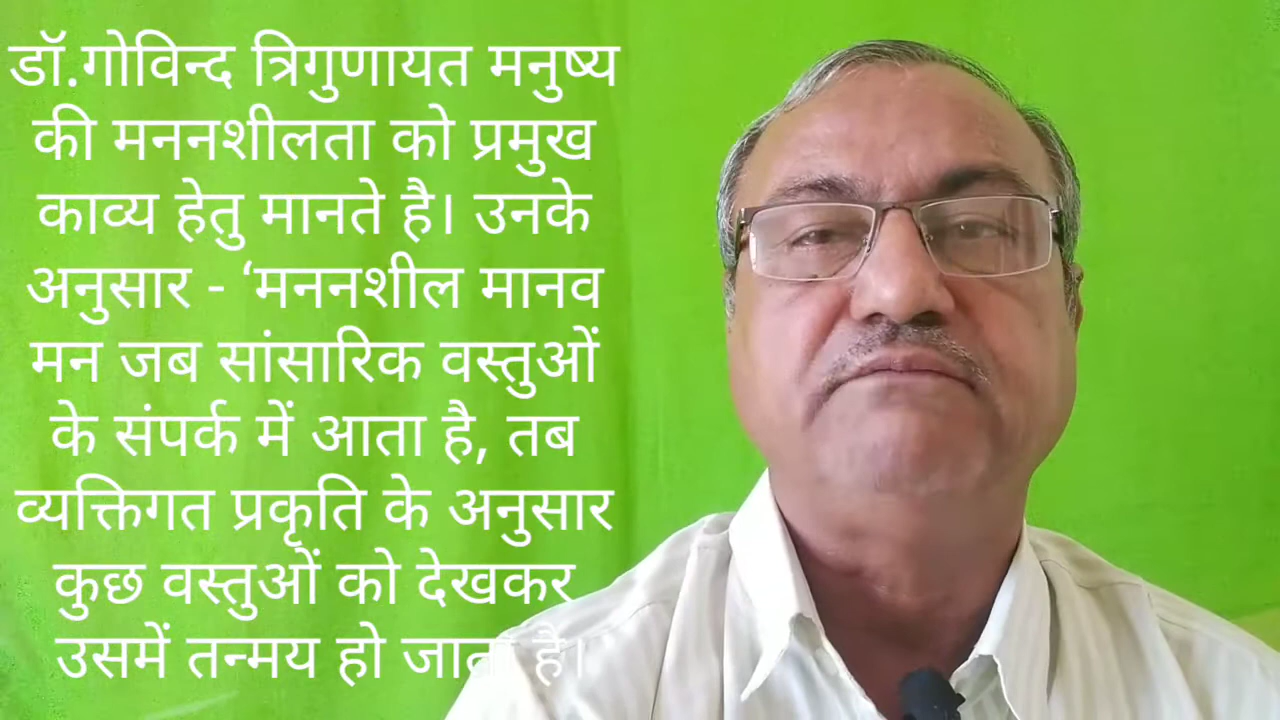 डॉ.गोविन्द त्रिगुणायत मनुष्य
की मननशीलता को प्रमुख
काव्य हेतु मानते है। उनके
अनुसार - ‘मननशील मानव
मन जब सांसारिक वस्तुओं
के संपर्क में आता है, तब
व्यक्तिगत प्रकृति के अनुसार
कुछ वस्तुओं को देखकर
उसमें तन्मय हो जाता है।